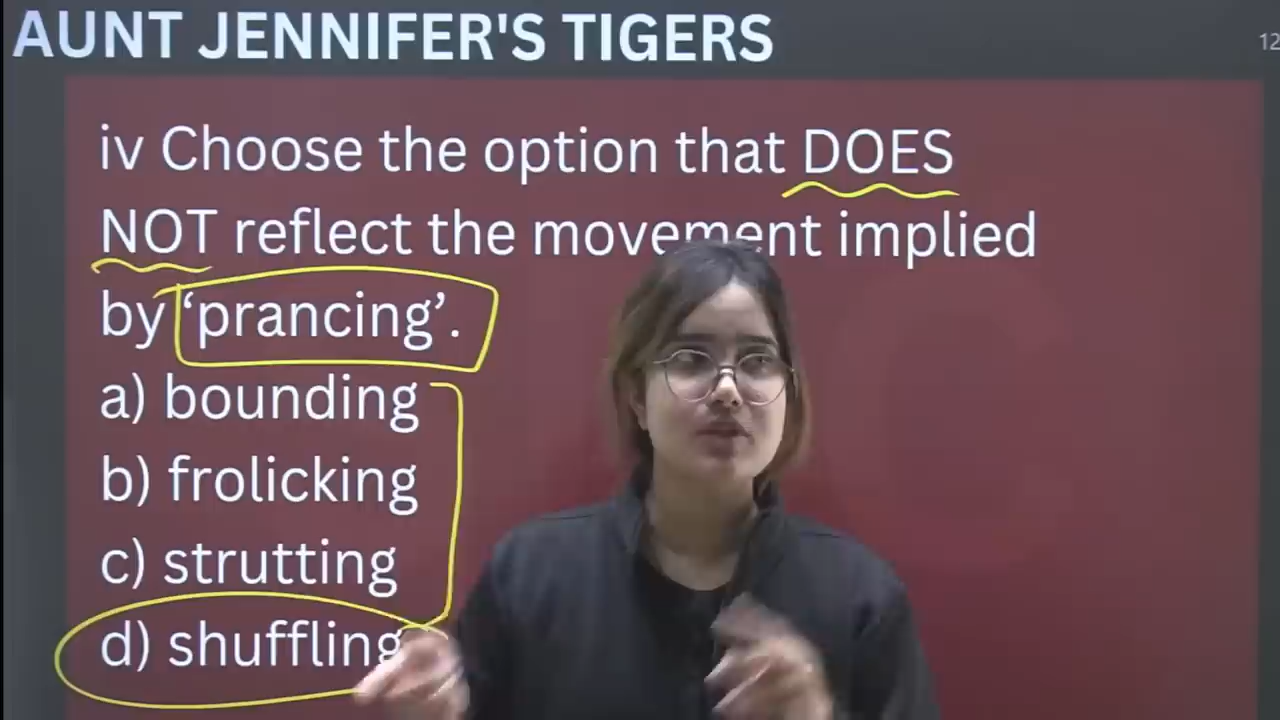 AUNT JENNIFER'S TIGERS
12
iv Choose the option that DOES
NOT reflect the movement implied
by ‘prancing’.
a) bounding
b) frolicking
c) strutting
d) shuffling